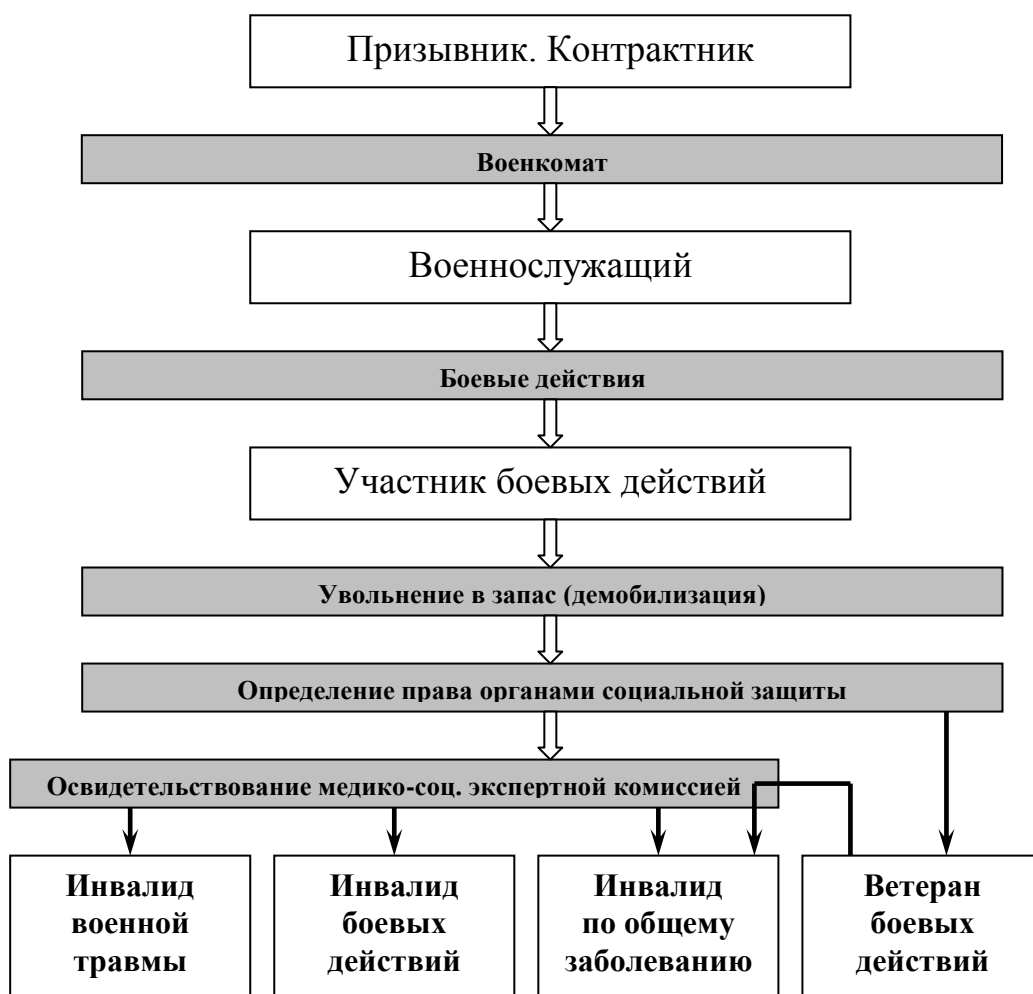 Призывник. Контрактник
Военкомат
Военнослужащий
Боевые действия
Участник боевых действий
Увольнение в запас (демобилизация)
Определение права органами социальной защиты
Освидетельствование медико-соц. экспертной комиссией
Инвалид
военной
травмы
Инвалид
боевых
действий
Инвалид
по общему
заболеванию
Ветеран
боевых
действий